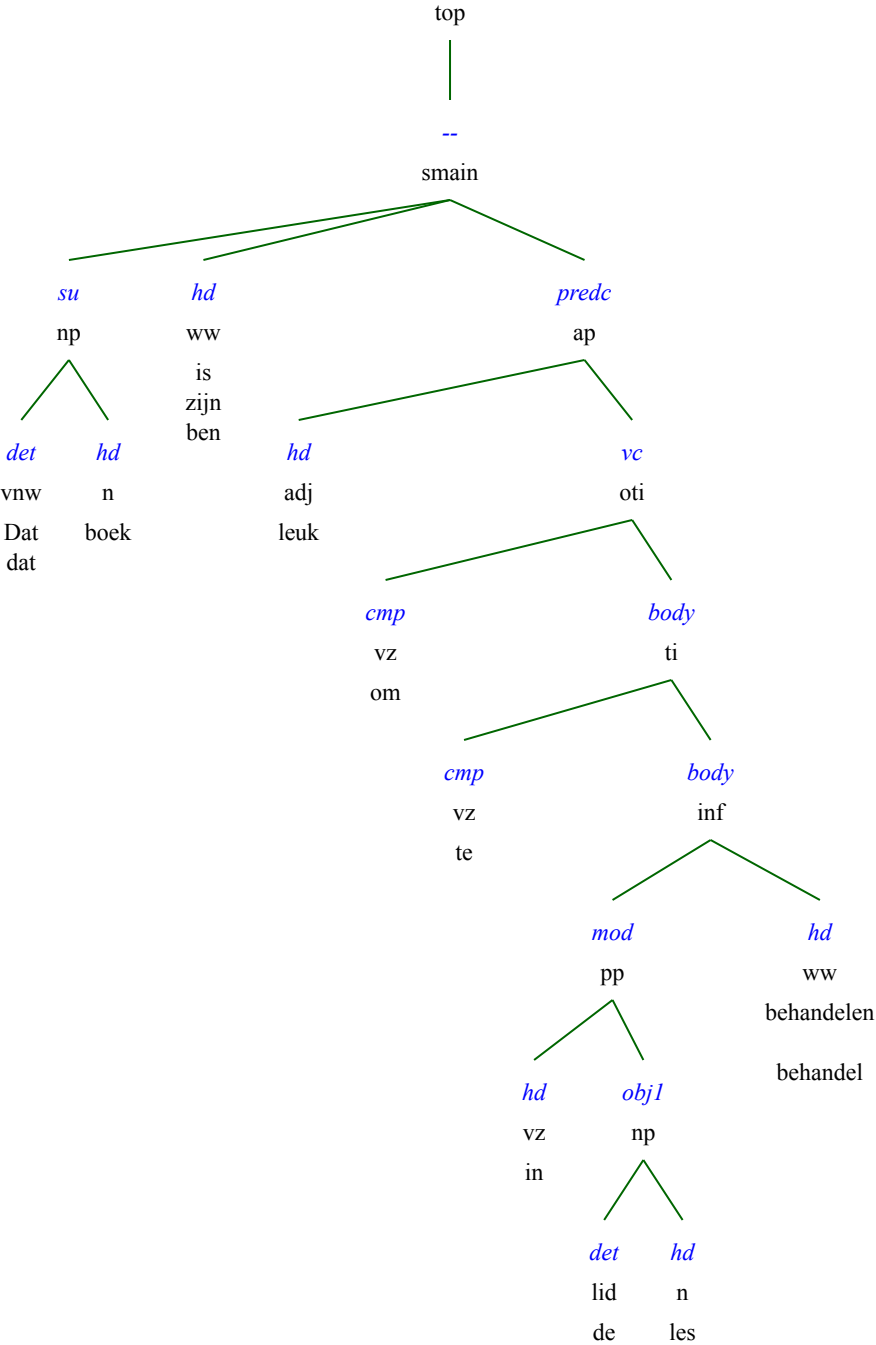 top
--
smain
su hd predc
np ww ap
is
zijn
ben
det hd hd vc
vnw n adj oti
Dat boek leuk
dat
cmp body
vz ti
om
cmp body
vz inf
te
mod hd
pp ww
behandelen
behandel
hd obj1
vz np
in
det hd
lid n
de les